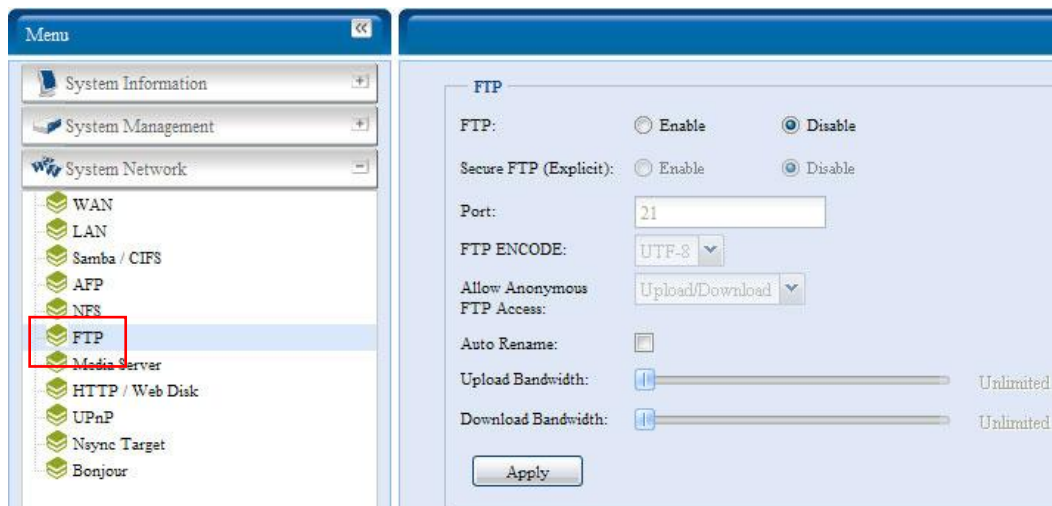 Menu
System Information
System Management
System Network
WAN
LAN
Samba / CIFS
AFP
NFS
FTP
Media Server
HTTP / Web Disk
UPnP
Nsync Target
Bonjour
FTP
FTP: Enable Disable
Secure FTP (Explicit): Enable Disable
Port: 21
FTP ENCODE: UTF-8
Allow Anonymous Upload/Download
FTP Access:
Auto Rename:
Upload Bandwidth: Unlimited
Download Bandwidth: Unlimited
Apply